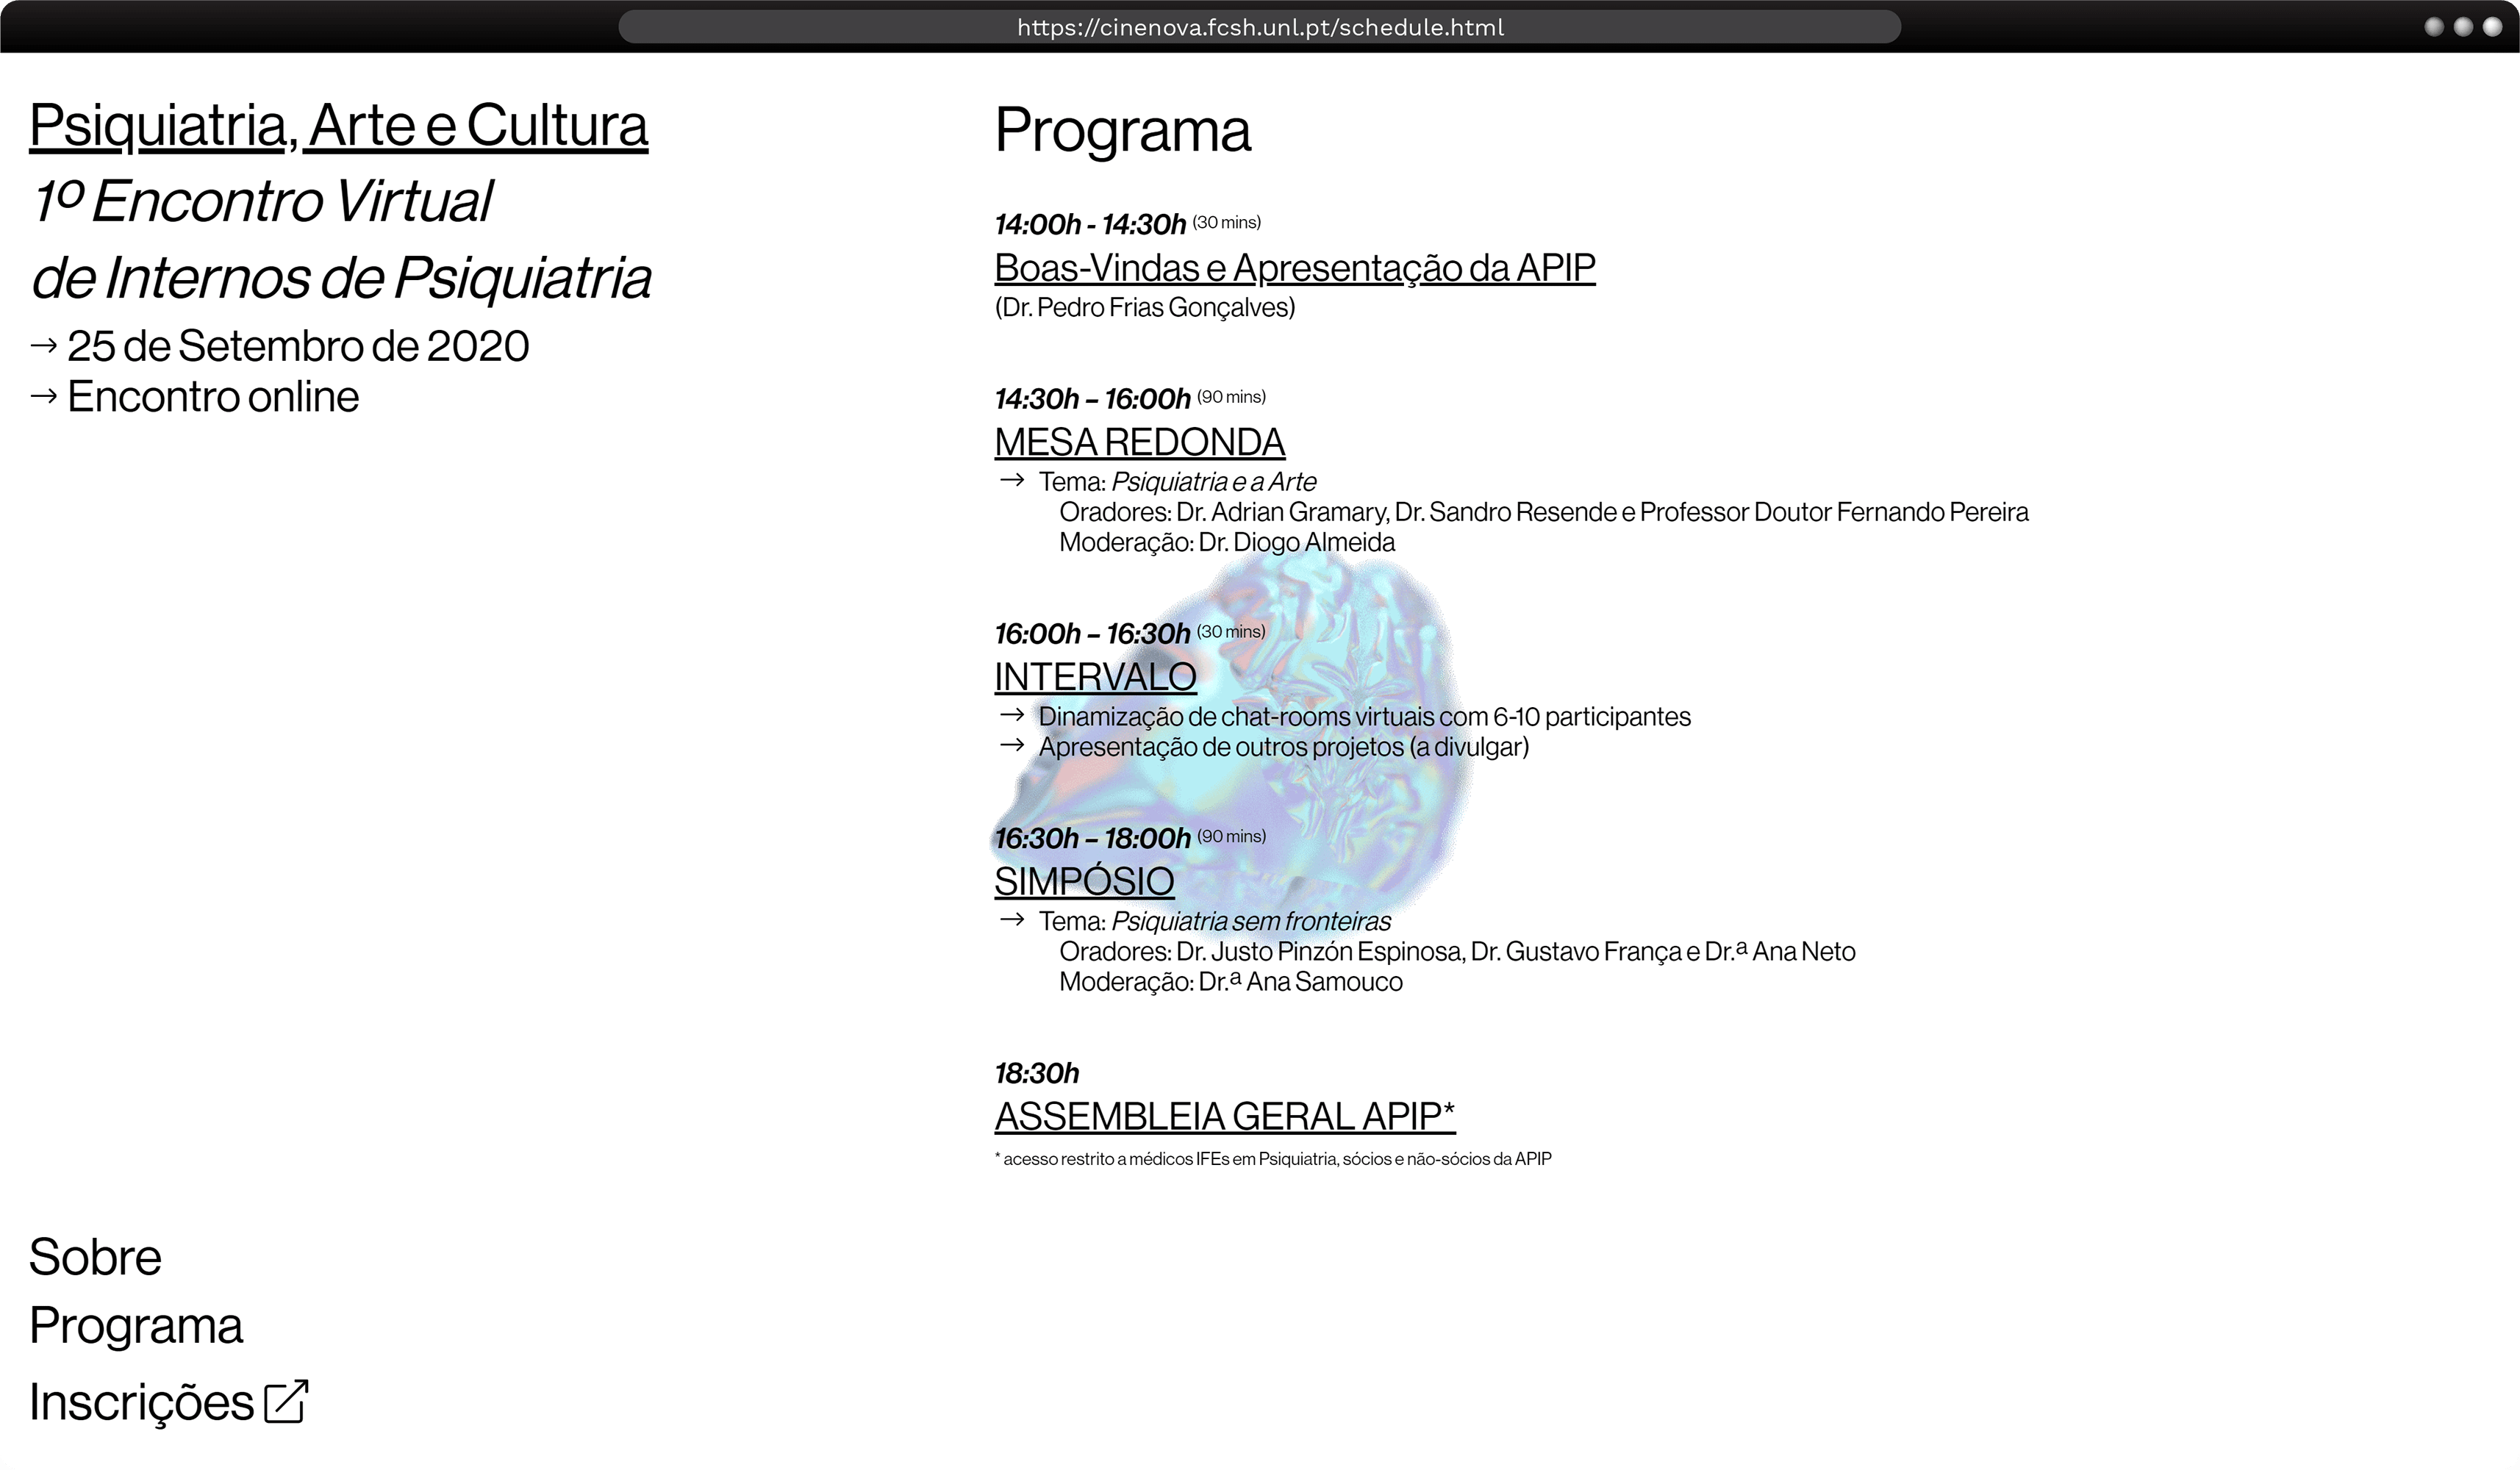 https://cinenova.fcsh.unl.pt/schedule.html
Psiquiatria, Arte e Cultura
1º Encontro Virtual
de Internos de Psiquiatria
→ 25 de Setembro de 2020
→ Encontro online
Programa
14:00h - 14:30h (30 mins)
Boas-Vindas e Apresentação da APIP
(Dr. Pedro Frias Gonçalves)
14:30h – 16:00h (90 mins)
MESA REDONDA
→ Tema: Psiquiatria e a Arte
Oradores: Dr. Adrian Gramary, Dr. Sandro Resende e Professor Doutor Fernando Pereira
Moderação: Dr. Diogo Almeida
16:00h – 16:30h (30 mins)
INTERVALO
→ Dinamização de chat-rooms virtuais com 6-10 participantes
→ Apresentação de outros projetos (a divulgar)
16:30h – 18:00h (90 mins)
SIMPÓSIO
→ Tema: Psiquiatria sem fronteiras
Oradores: Dr. Justo Pinzón Espinosa, Dr. Gustavo França e Dr.ª Ana Neto
Moderação: Dr.ª Ana Samouco
18:30h
ASSEMBLEIA GERAL APIP*
* acesso restrito a médicos IFEs em Psiquiatria, sócios e não-sócios da APIP
Sobre
Programa
Inscrições